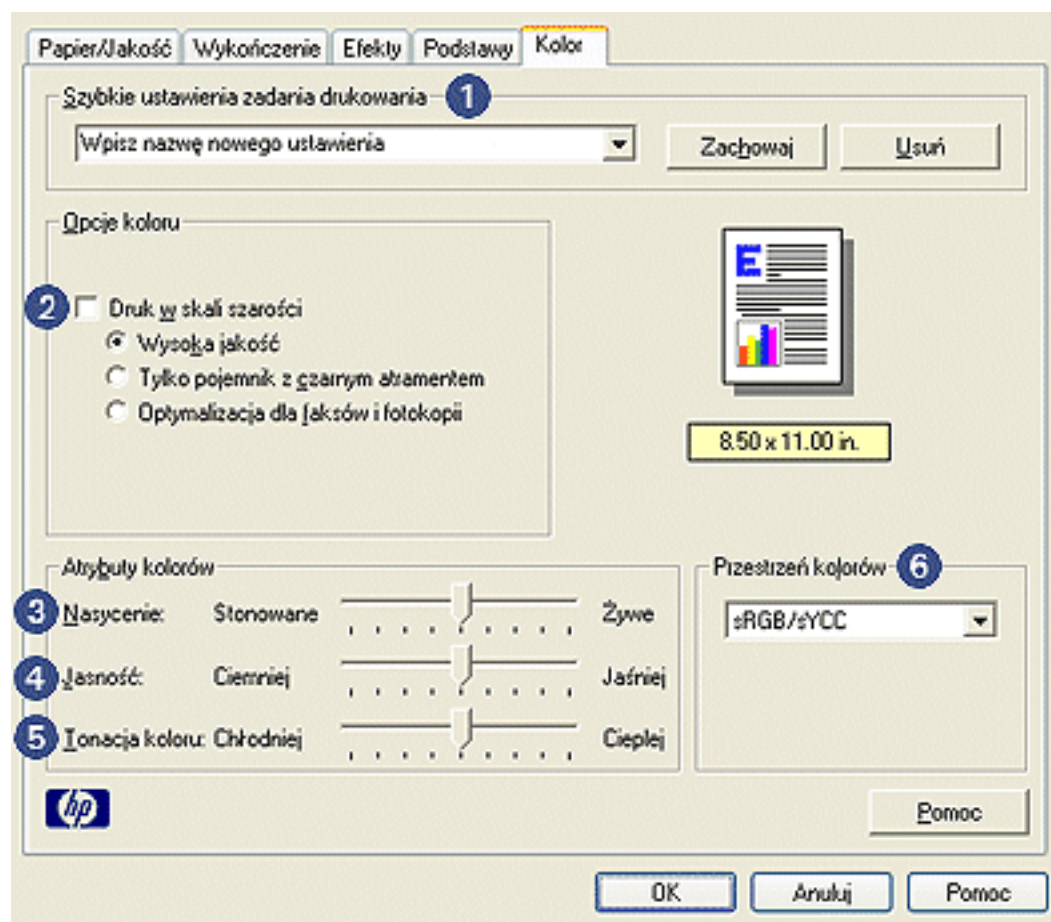 Papier/Jakość Wykończenie Efekty Podstawy Kolor
Szybkie ustawienia zadania drukowania 1
Wpisz nazwę nowego ustawienia Zachowaj Usuń
Opcje koloru
E
2 Druk w skali szarości
Wysoka jakość
Tylko pojemnik z czarnym atramentem
Optymalizacja dla faksów i fotokopii
8.50 x 11.00 in.
Atrybuty kolorów
3 Nasycenie: Stonowane Żywe
4 Jasność: Ciemniej Jaśniej
5 Tonacja koloru: Chłodniej Cieplej
Przestrzeń kolorów 6
sRGB/sYCC
hp
Pomoc
OK Anuluj Pomoc